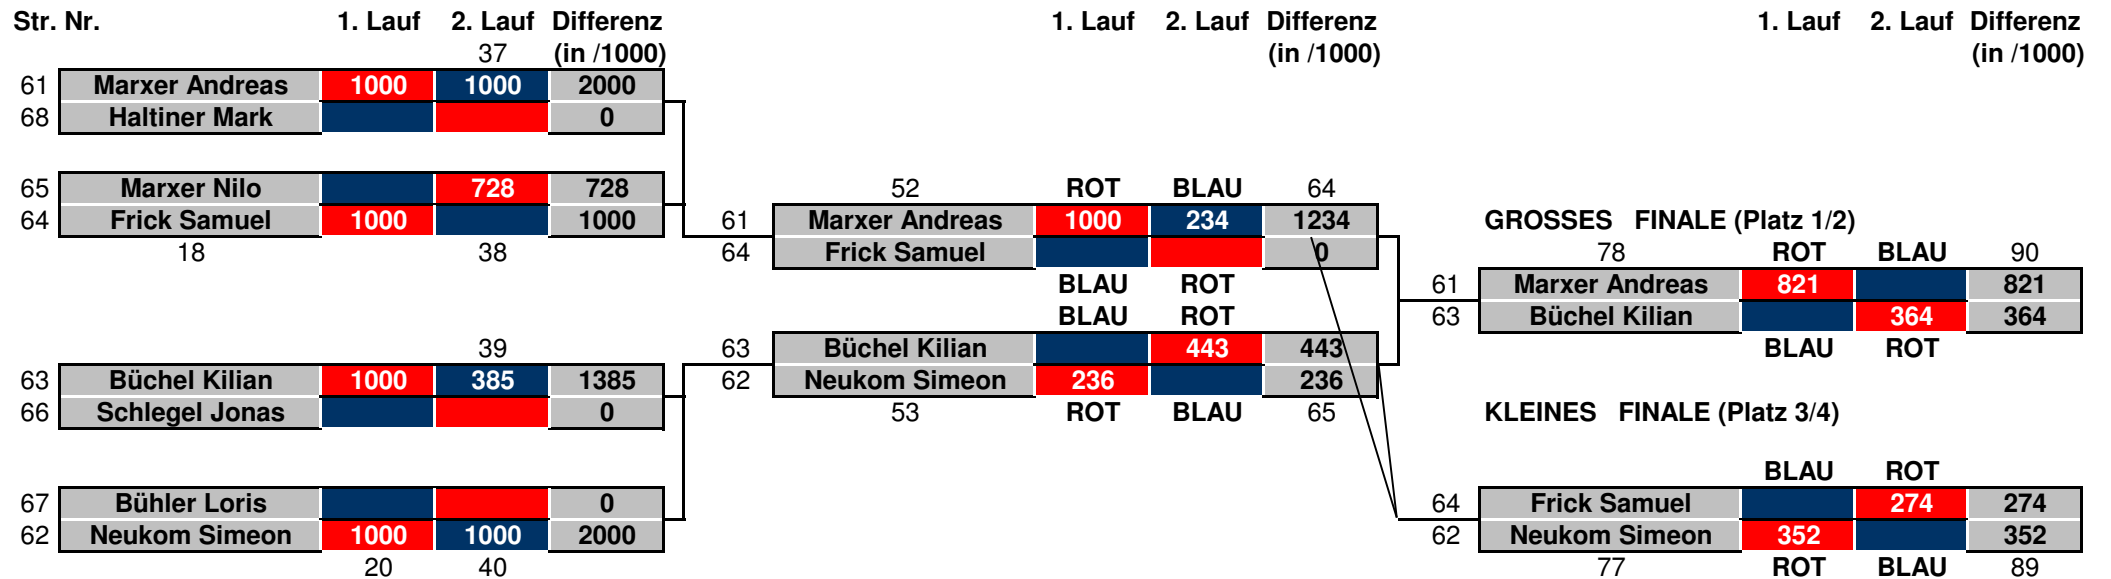 Str. Nr. 1. Lauf 2. Lauf Differenz 1. Lauf 2. Lauf Differenz 1. Lauf 2. Lauf Differenz
37 (in /1000) (in /1000) (in /1000)
61 Marxer Andreas 1000 1000 2000
68 Haltiner Mark 0
65 Marxer Nilo 728 728
64 Frick Samuel 1000 1000
18 38
39
63 Büchel Kilian 1000 385 1385
66 Schlegel Jonas 0
67 Bühler Loris 0
62 Neukom Simeon 1000 1000 2000
20 40
52 ROT BLAU 64
61 Marxer Andreas 1000 234 1234
64 Frick Samuel 0
BLAU ROT
BLAU ROT
63 Büchel Kilian 443 443
62 Neukom Simeon 236 236
53 ROT BLAU 65
GROSSES FINALE (Platz 1/2)
78 ROT BLAU 90
61 Marxer Andreas 821 821
63 Büchel Kilian 364 364
BLAU ROT
KLEINES FINALE (Platz 3/4)
BLAU ROT
64 Frick Samuel 274 274
62 Neukom Simeon 352 352
77 ROT BLAU 89